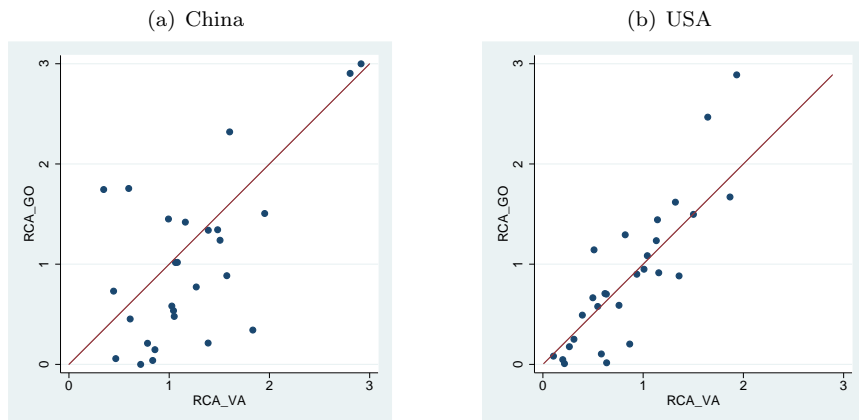 (a) China
(b) USA
RCA_GO
3
2
1
0
0 1 2 3
RCA_VA
RCA_GO
3
2
1
0
0 1 2 3
RCA_VA